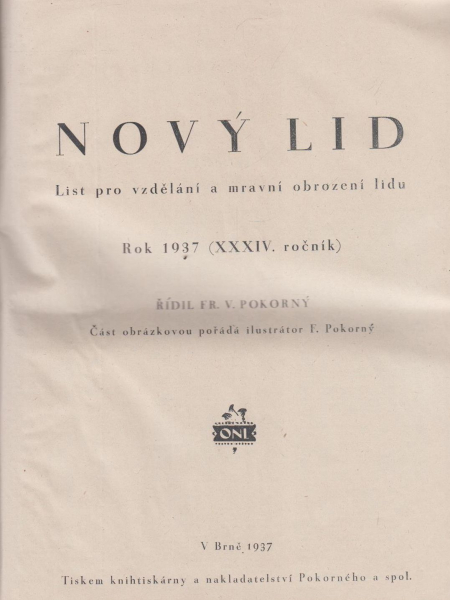 NOVÝ LID
List pro vzdělání a mravní obrození lidu
Rok 1937 (XXXIV. ročník)
ŘÍDIL FR. V. POKORNÝ
Část obrázkovou pořádá ilustrátor F. Pokorný
ONL
V Brně 1937
Tiskem knihtiskárny a nakladatelství Pokorného a spol.